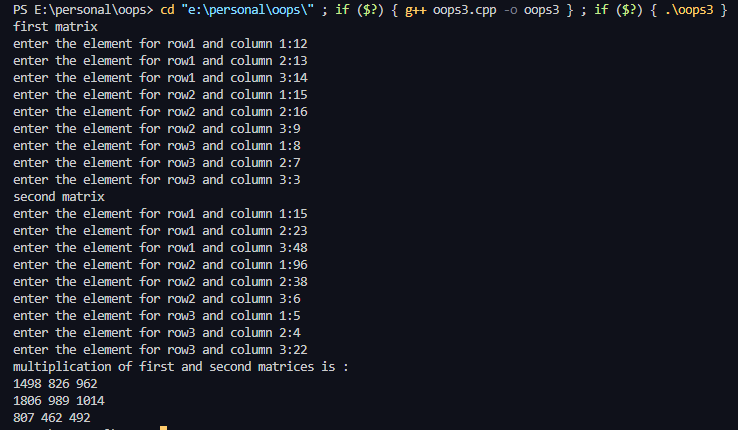 PS E:\personal\oops> cd "e:\personal\oops\" ; if ($?) { g++ oops3.cpp -o oops3 } ; if ($?) { .\oops3 }
first matrix
enter the element for row1 and column 1:12
enter the element for row1 and column 2:13
enter the element for row1 and column 3:14
enter the element for row2 and column 1:15
enter the element for row2 and column 2:16
enter the element for row2 and column 3:9
enter the element for row3 and column 1:8
enter the element for row3 and column 2:7
enter the element for row3 and column 3:3
second matrix
enter the element for row1 and column 1:15
enter the element for row1 and column 2:23
enter the element for row1 and column 3:48
enter the element for row2 and column 1:96
enter the element for row2 and column 2:38
enter the element for row2 and column 3:6
enter the element for row3 and column 1:5
enter the element for row3 and column 2:4
enter the element for row3 and column 3:22
multiplication of first and second matrices is :
1498 826 962
1806 989 1014
807 462 492